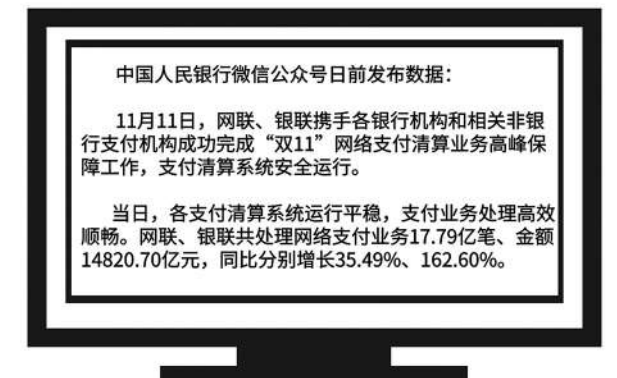 中国人民银行微信公众号日前发布数据：
11月11日，网联、银联携手各银行机构和相关非银
行支付机构成功完成“双11”网络支付清算业务高峰保
障工作，支付清算系统安全运行。
当日，各支付清算系统运行平稳，支付业务处理高效
顺畅。网联、银联共处理网络支付业务17.79亿笔、金额
14820.70亿元，同比分别增长35.49%、162.60%。